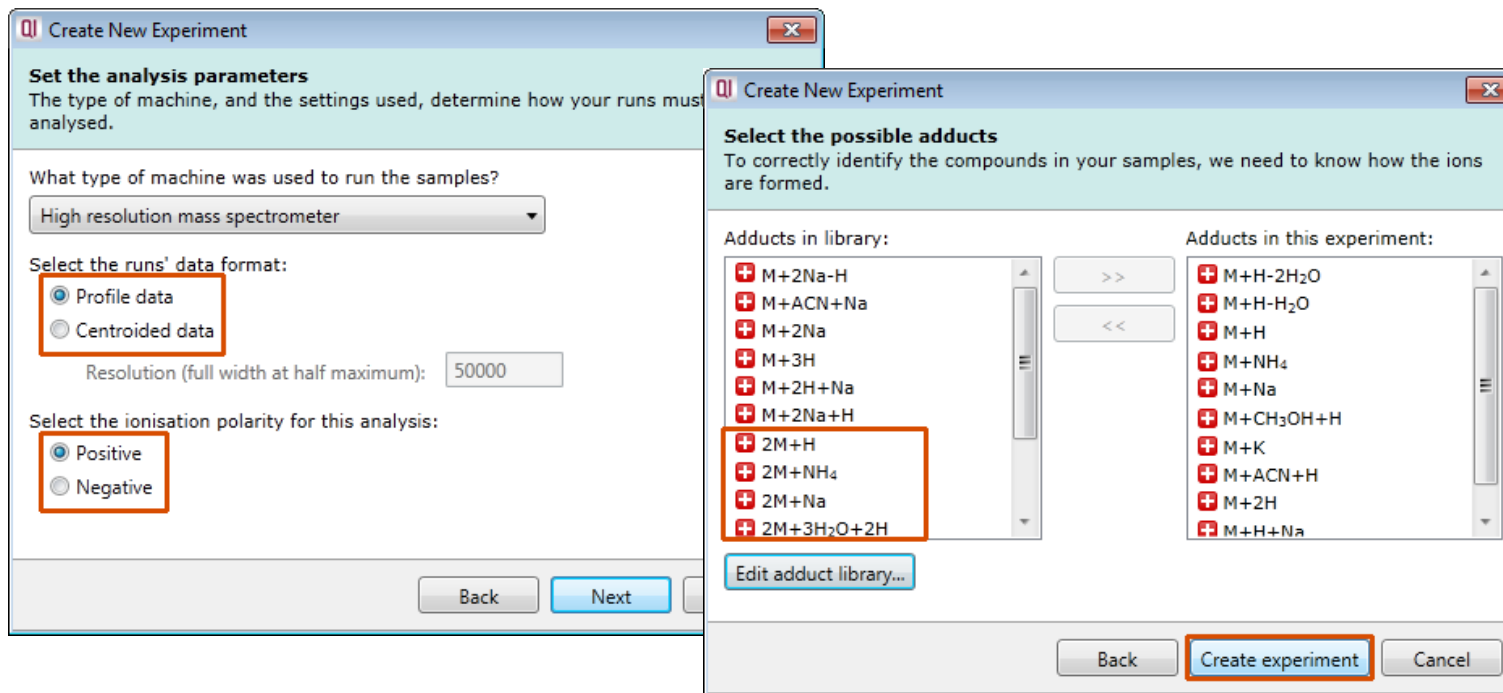 QI Create New Experiment
Set the analysis parameters
The type of machine, and the settings used, determine how your runs must
analysed.
What type of machine was used to run the samples?
High resolution mass spectrometer
Select the runs' data format:
Profile data
Centroided data
Resolution (full width at half maximum): 50000
Select the ionisation polarity for this analysis:
Positive
Negative
Back Next
QI Create New Experiment
Select the possible adducts
To correctly identify the compounds in your samples, we need to know how the ions
are formed.
Adducts in library:
M+2Na-H
M+ACN+Na
M+2Na
M+3H
M+2H+Na
M+2Na+H
2M+H
2M+NH₄
2M+Na
2M+3H₂O+2H
>>
<<
Adducts in this experiment:
M+H-2H₂O
M+H-H₂O
M+H
M+NH₄
M+Na
M+CH₃OH+H
M+K
M+ACN+H
M+2H
M+H+Na
Edit adduct library...
Back Create experiment Cancel